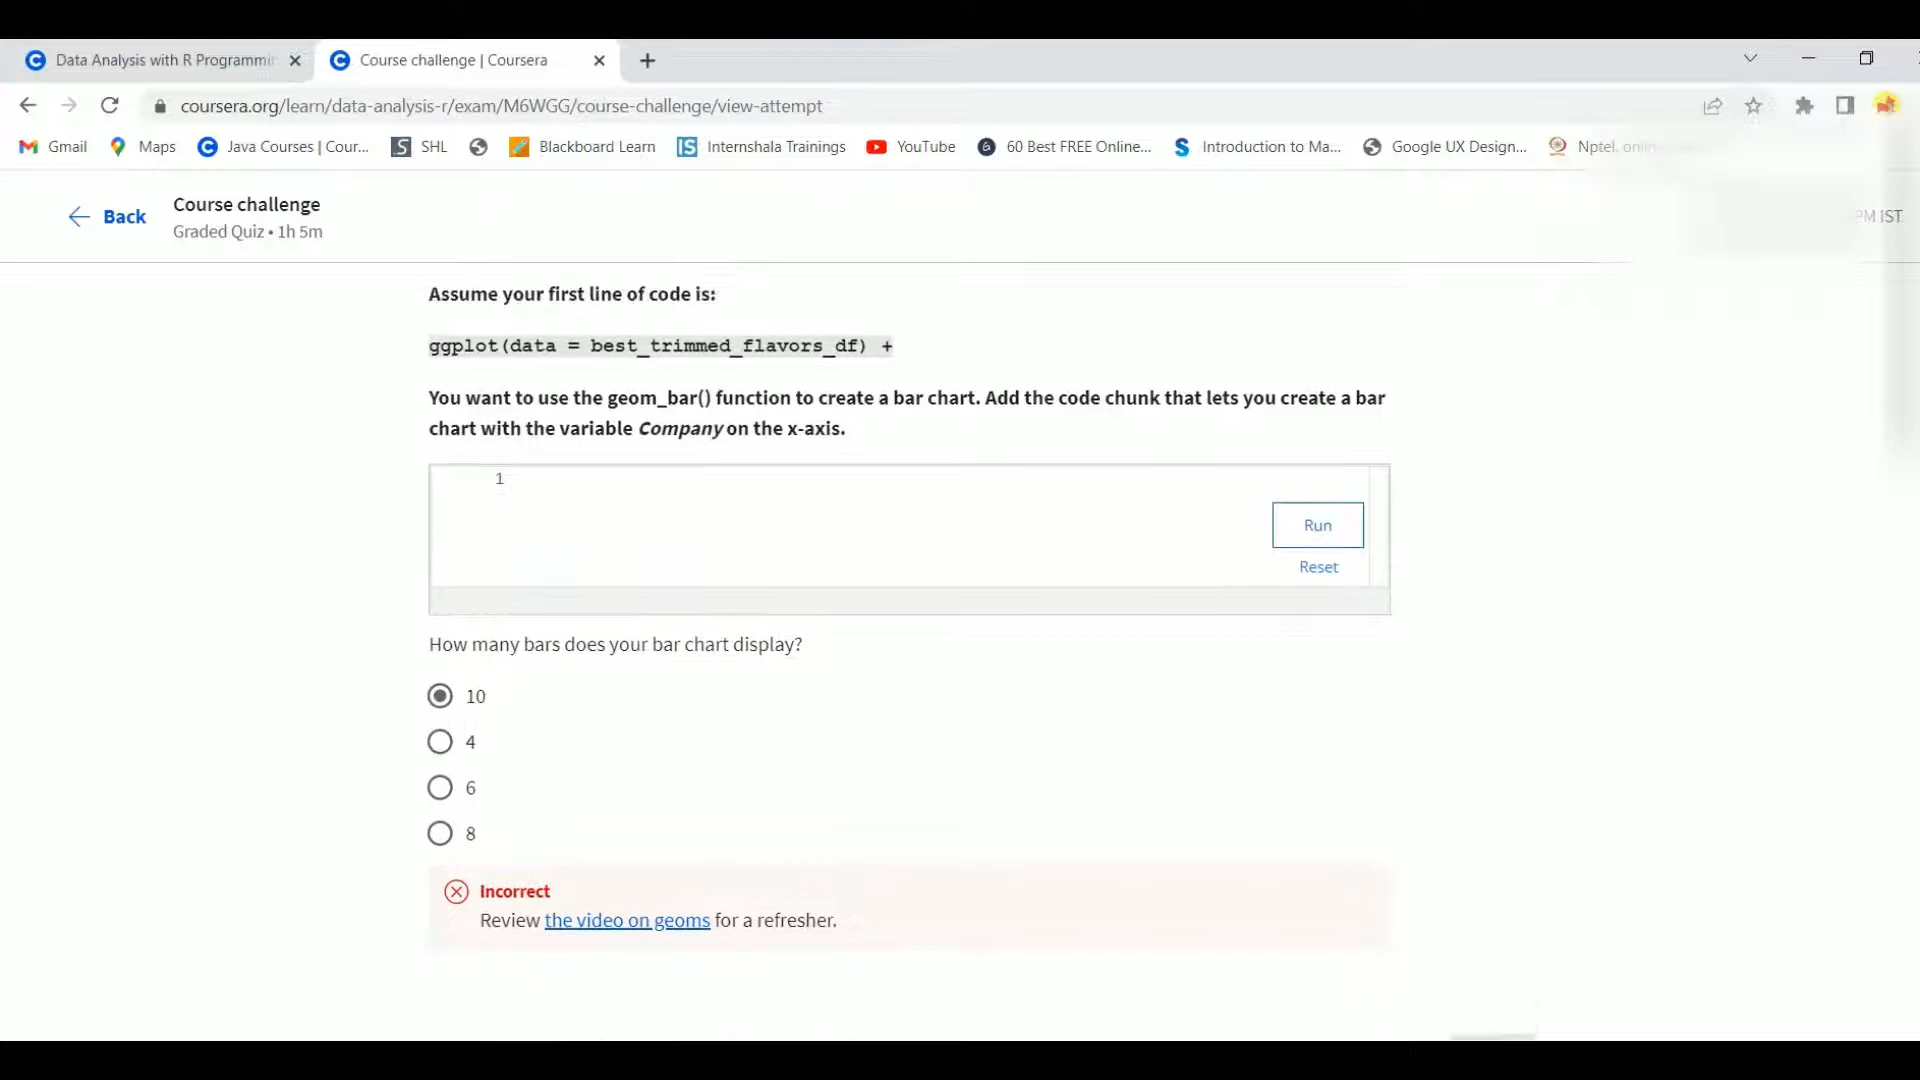 Data Analysis with R Programmi
Course challenge | Coursera
coursera.org/learn/data-analysis-r/exam/M6WGG/course-challenge/view-attempt
Gmail Maps Java Courses | Cour... SHL Blackboard Learn Internshala Trainings YouTube 60 Best FREE Online... Introduction to Ma... Google UX Design... Nptel. onlin
Back
Course challenge
Graded Quiz • 1h 5m
PM IST
Assume your first line of code is:
ggplot(data = best_trimmed_flavors_df) +
You want to use the geom_bar() function to create a bar chart. Add the code chunk that lets you create a bar
chart with the variable Company on the x-axis.
1
Run
Reset
How many bars does your bar chart display?
10
4
6
8
Incorrect
Review the video on geoms for a refresher.